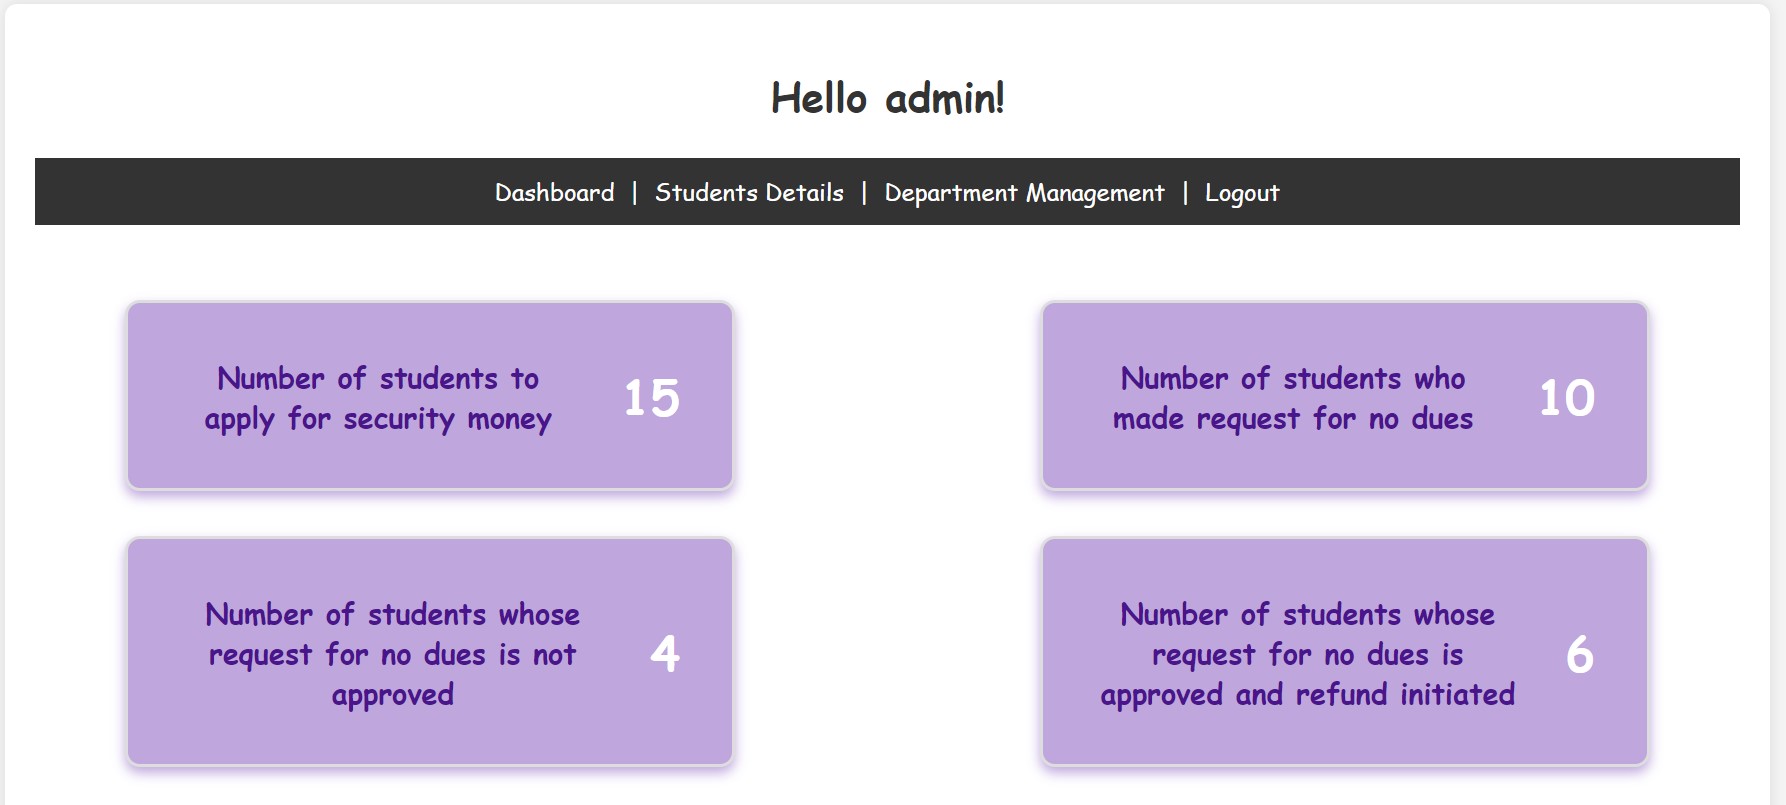 Hello admin!
Dashboard | Students Details | Department Management | Logout
Number of students to
apply for security money
15
Number of students who
made request for no dues
10
Number of students whose
request for no dues is not
approved
4
Number of students whose
request for no dues is
approved and refund initiated
6